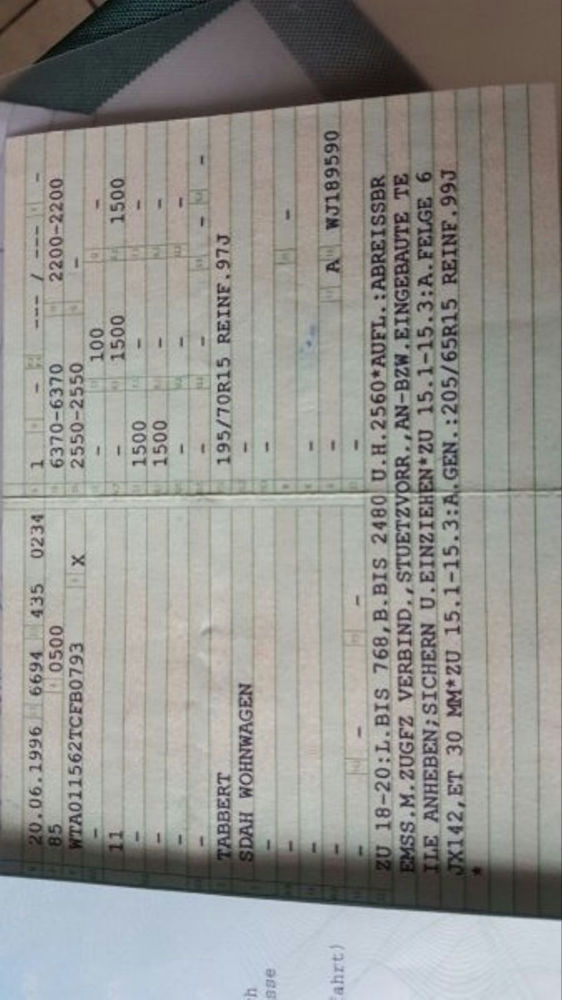 20.06.1996 6694 435 0234 1 - --- / --- -
85 0500 6370-6370 2200-2200
WTA011562TCFB0793 X 2550-2550 -
- - 100 -
11 - 1500 1500
- 1500 - -
- 1500 - -
- - - -
- - - - -
TABBERT 195/70R15 REINF.97J
SDAH WOHNWAGEN -
- -
- -
- - -
- - A WJ189590
- - - -
ZU 18-20:L.BIS 768,B.BIS 2480 U.H.2560*AUFL.:ABREISSBR
EMSS.M.ZUGFZ VERBIND.,STUETZVORR.,AN-BZW.EINGEBAUTE TE
ILE ANHEBEN;SICHERN U.EINZIEHEN*ZU 15.1-15.3:A.FELGE 6
JX142,ET 30 MM*ZU 15.1-15.3:A.GEN.:205/65R15 REINF.99J
*
h
sse
ahrt)